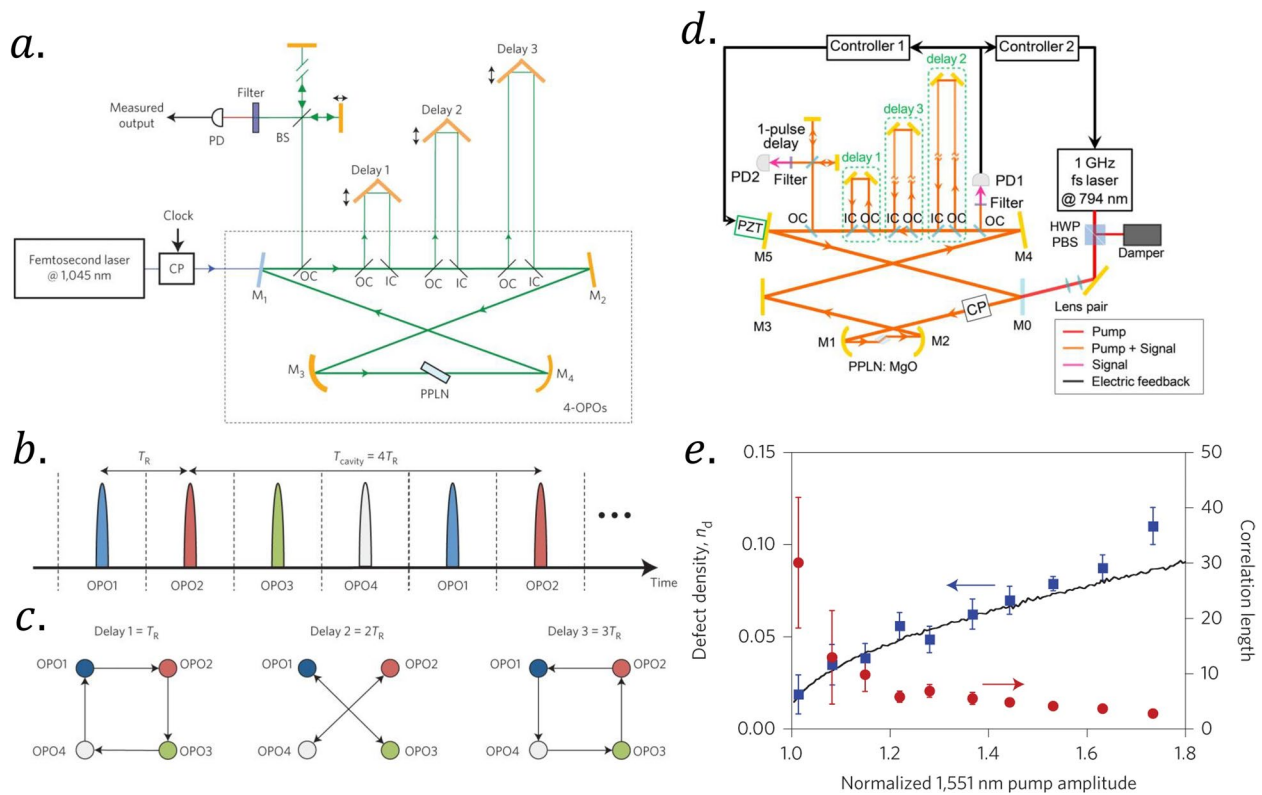 a.
Delay 3
Delay 2
Delay 1
Filter
Measured
output
PD
BS
Clock
Femtosecond laser
@ 1,045 nm
CP
M1
OC
OC
IC
OC
IC
OC
IC
M2
M3
PPLN
M4
4-OPOs
b.
TR
Tcavity = 4TR
OPO1
OPO2
OPO3
OPO4
OPO1
OPO2
Time
c.
Delay 1 = TR
Delay 2 = 2TR
Delay 3 = 3TR
OPO1
OPO2
OPO4
OPO3
OPO1
OPO2
OPO4
OPO3
OPO1
OPO2
OPO4
OPO3
d.
Controller 1
Controller 2
delay 2
delay 3
1-pulse
delay
delay 1
PD2
Filter
PD1
Filter
1 GHz
fs laser
@ 794 nm
PZT
OC
IC
OC
IC
OC
IC
OC
OC
HWP
PBS
Damper
M5
M4
Lens pair
M3
CP
M0
M1
M2
PPLN: MgO
Pump
Pump + Signal
Signal
Electric feedback
e.
0.15
0.10
0.05
0.00
Defect density, nd
50
40
30
20
10
0
Correlation length
1.0
1.2
1.4
1.6
1.8
Normalized 1,551 nm pump amplitude